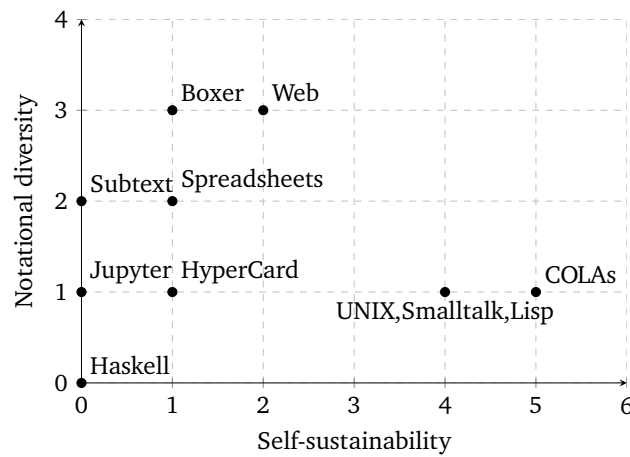 4
Boxer
Web
3
Notational diversity
Subtext
Spreadsheets
2
Jupyter
HyperCard
COLAs
1
UNIX,Smalltalk,Lisp
Haskell
0
0
1
2
3
4
5
6
Self-sustainability